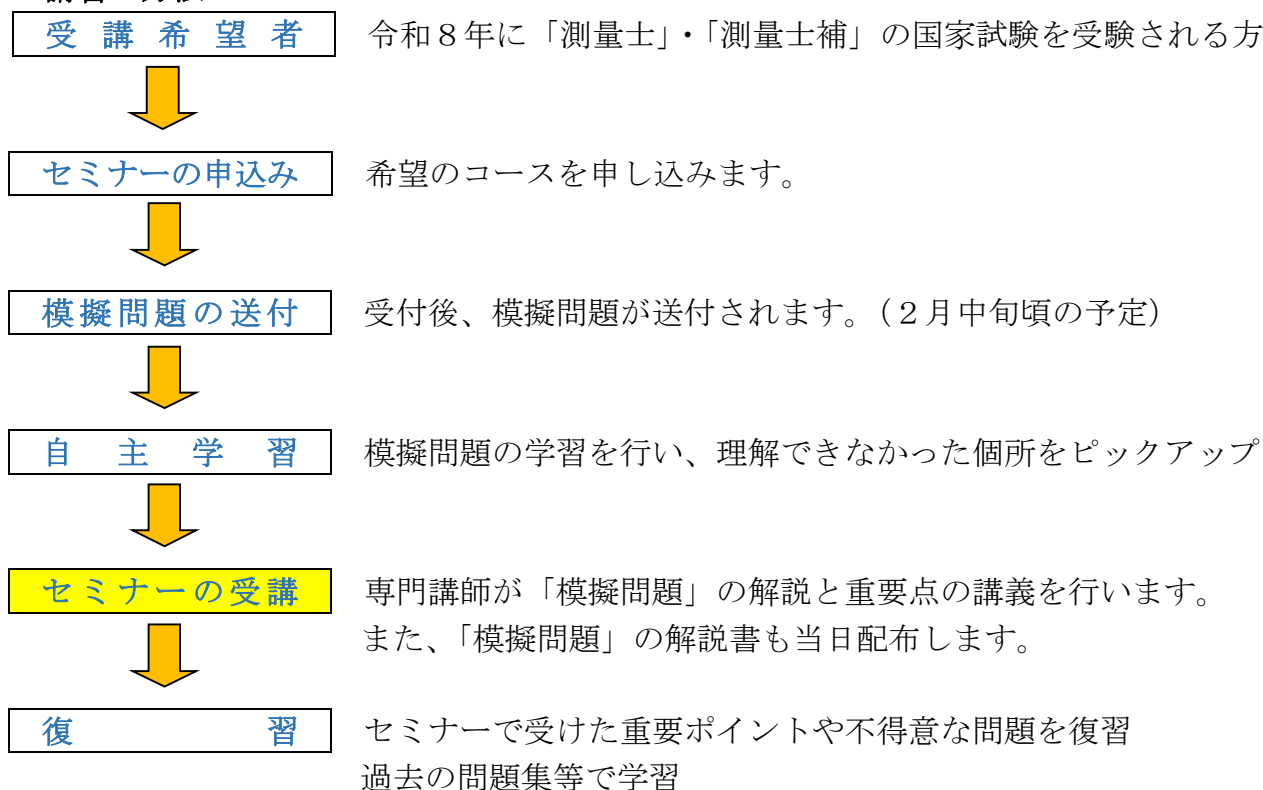 受講希望者 令和８年に「測量士」・「測量士補」の国家試験を受験される方
セミナーの申込み 希望のコースを申し込みます。
模擬問題の送付 受付後、模擬問題が送付されます。（２月中旬頃の予定）
自主学習 模擬問題の学習を行い、理解できなかった個所をピックアップ
セミナーの受講 専門講師が「模擬問題」の解説と重要点の講義を行います。
また、「模擬問題」の解説書も当日配布します。
復習 セミナーで受けた重要ポイントや不得意な問題を復習
過去の問題集等で学習